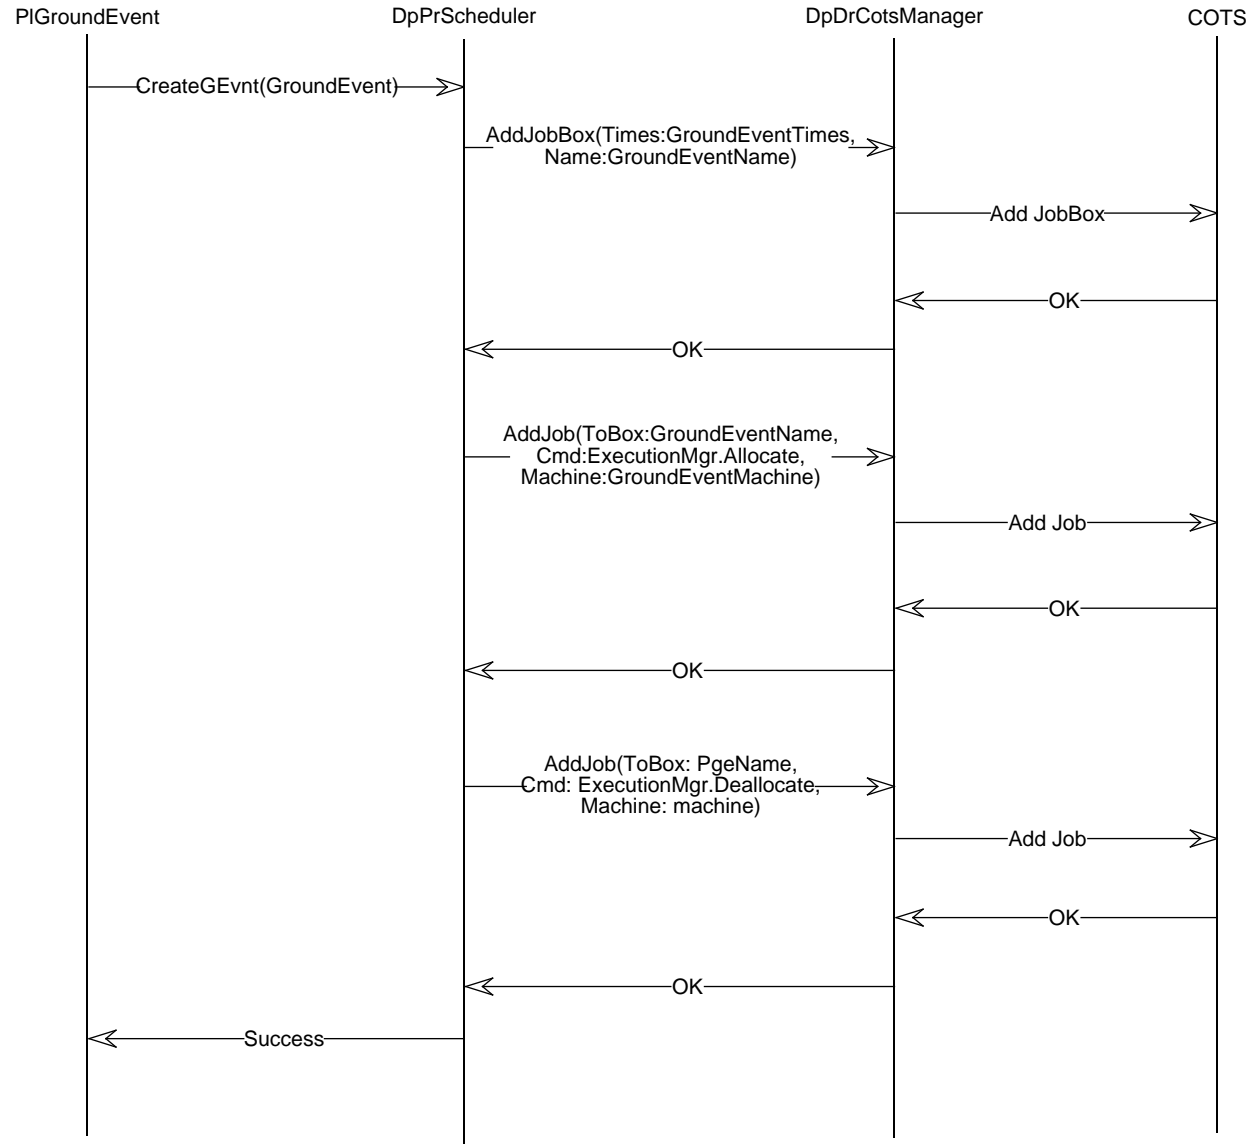 PlGroundEvent
DpPrScheduler
DpDrCotsManager
COTS
CreateGEvnt(GroundEvent)
AddJobBox(Times:GroundEventTimes,
Name:GroundEventName)
Add JobBox
OK
OK
AddJob(ToBox:GroundEventName,
Cmd:ExecutionMgr.Allocate,
Machine:GroundEventMachine)
Add Job
OK
OK
AddJob(ToBox: PgeName,
Cmd: ExecutionMgr.Deallocate,
Machine: machine)
Add Job
OK
OK
Success